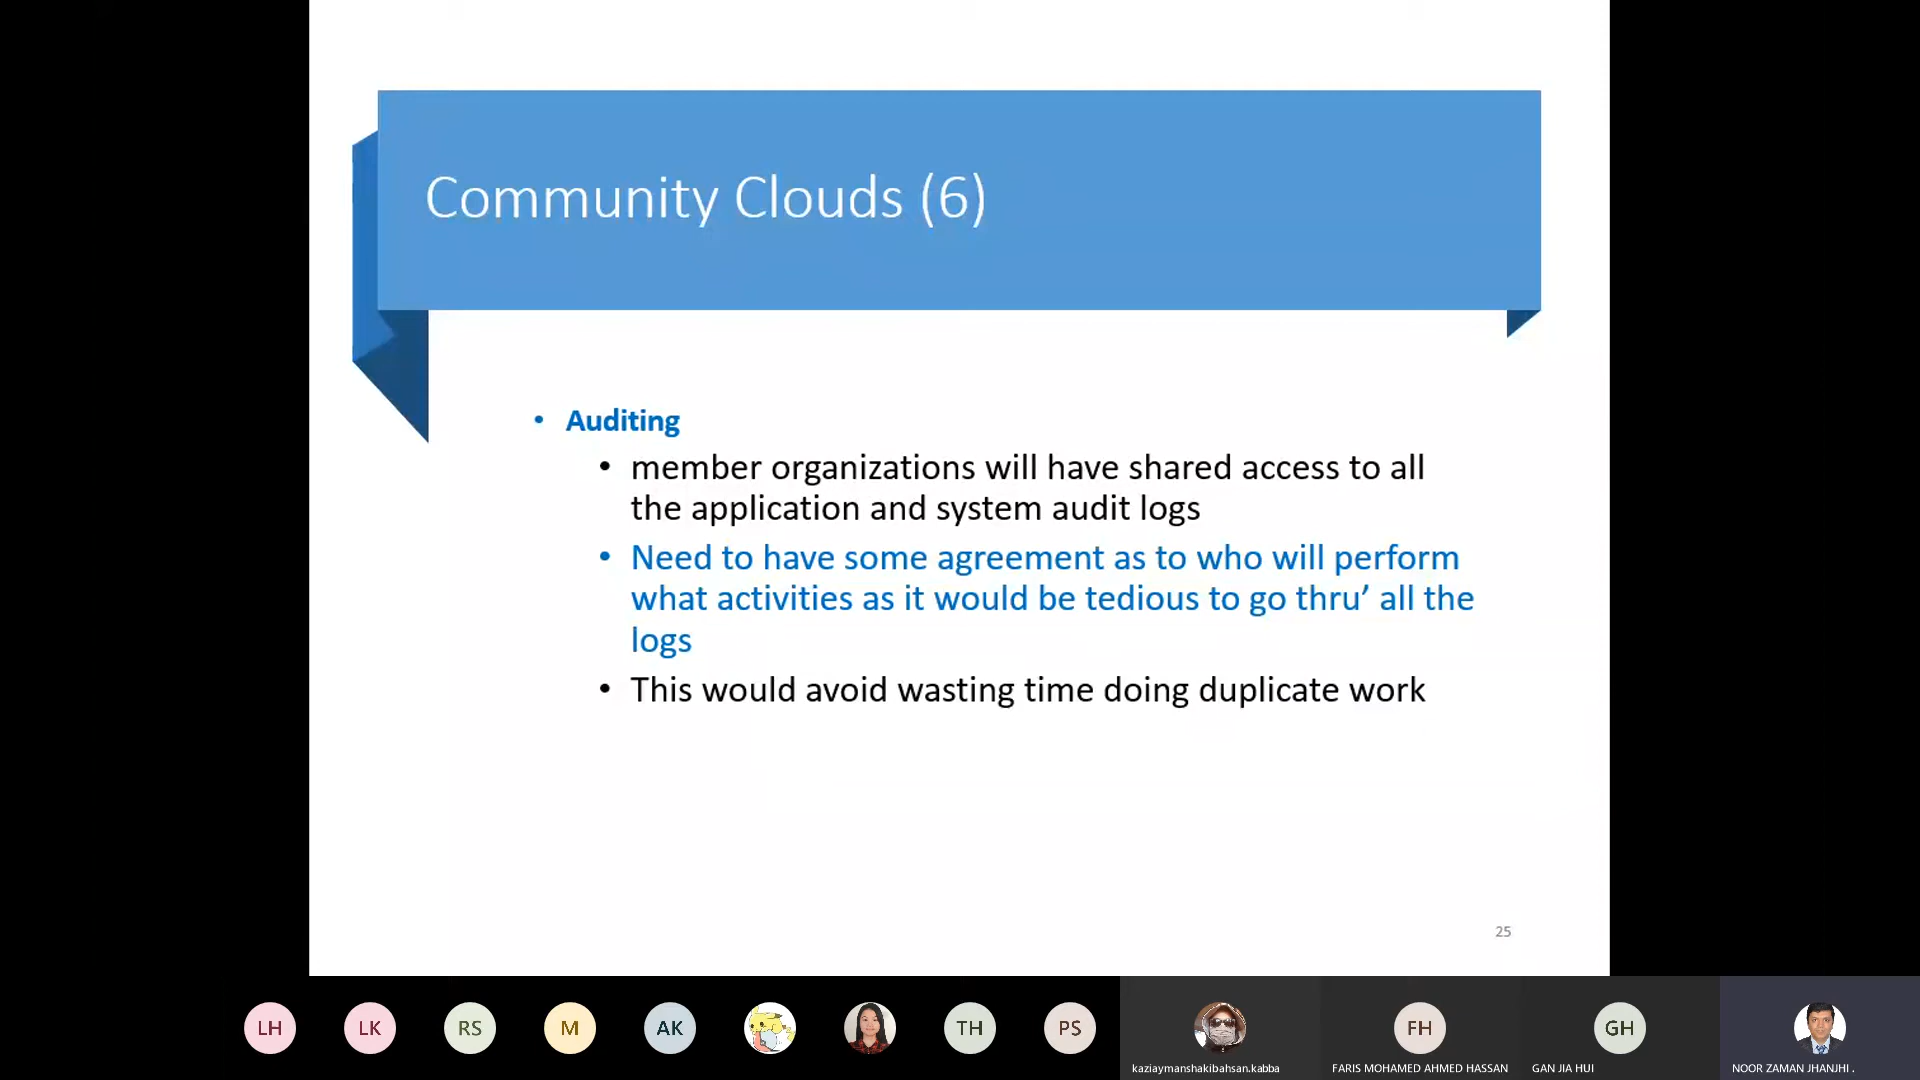 Community Clouds (6)
• Auditing
• member organizations will have shared access to all
the application and system audit logs
• Need to have some agreement as to who will perform
what activities as it would be tedious to go thru’ all the
logs
• This would avoid wasting time doing duplicate work
25
LH
LK
RS
M
AK
TH
PS
kaziaymanshakibahsan.kabba
FH
FARIS MOHAMED AHMED HASSAN
GH
GAN JIA HUI
NOOR ZAMAN JHANJHI .